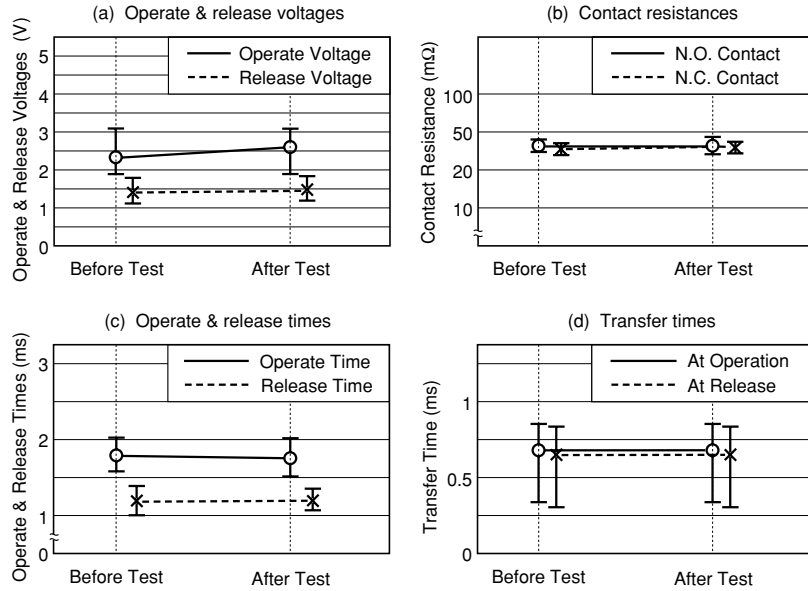 (a) Operate & release voltages
Operate & Release Voltages (V)
5
4
3
2
1
0
Operate Voltage
Release Voltage
Before Test
After Test
(b) Contact resistances
Contact Resistance (mΩ)
100
50
20
10
N.O. Contact
N.C. Contact
Before Test
After Test
(c) Operate & release times
Operate & Release Times (ms)
3
2
1
0
Operate Time
Release Time
Before Test
After Test
(d) Transfer times
Transfer Time (ms)
1
0.5
0
At Operation
At Release
Before Test
After Test